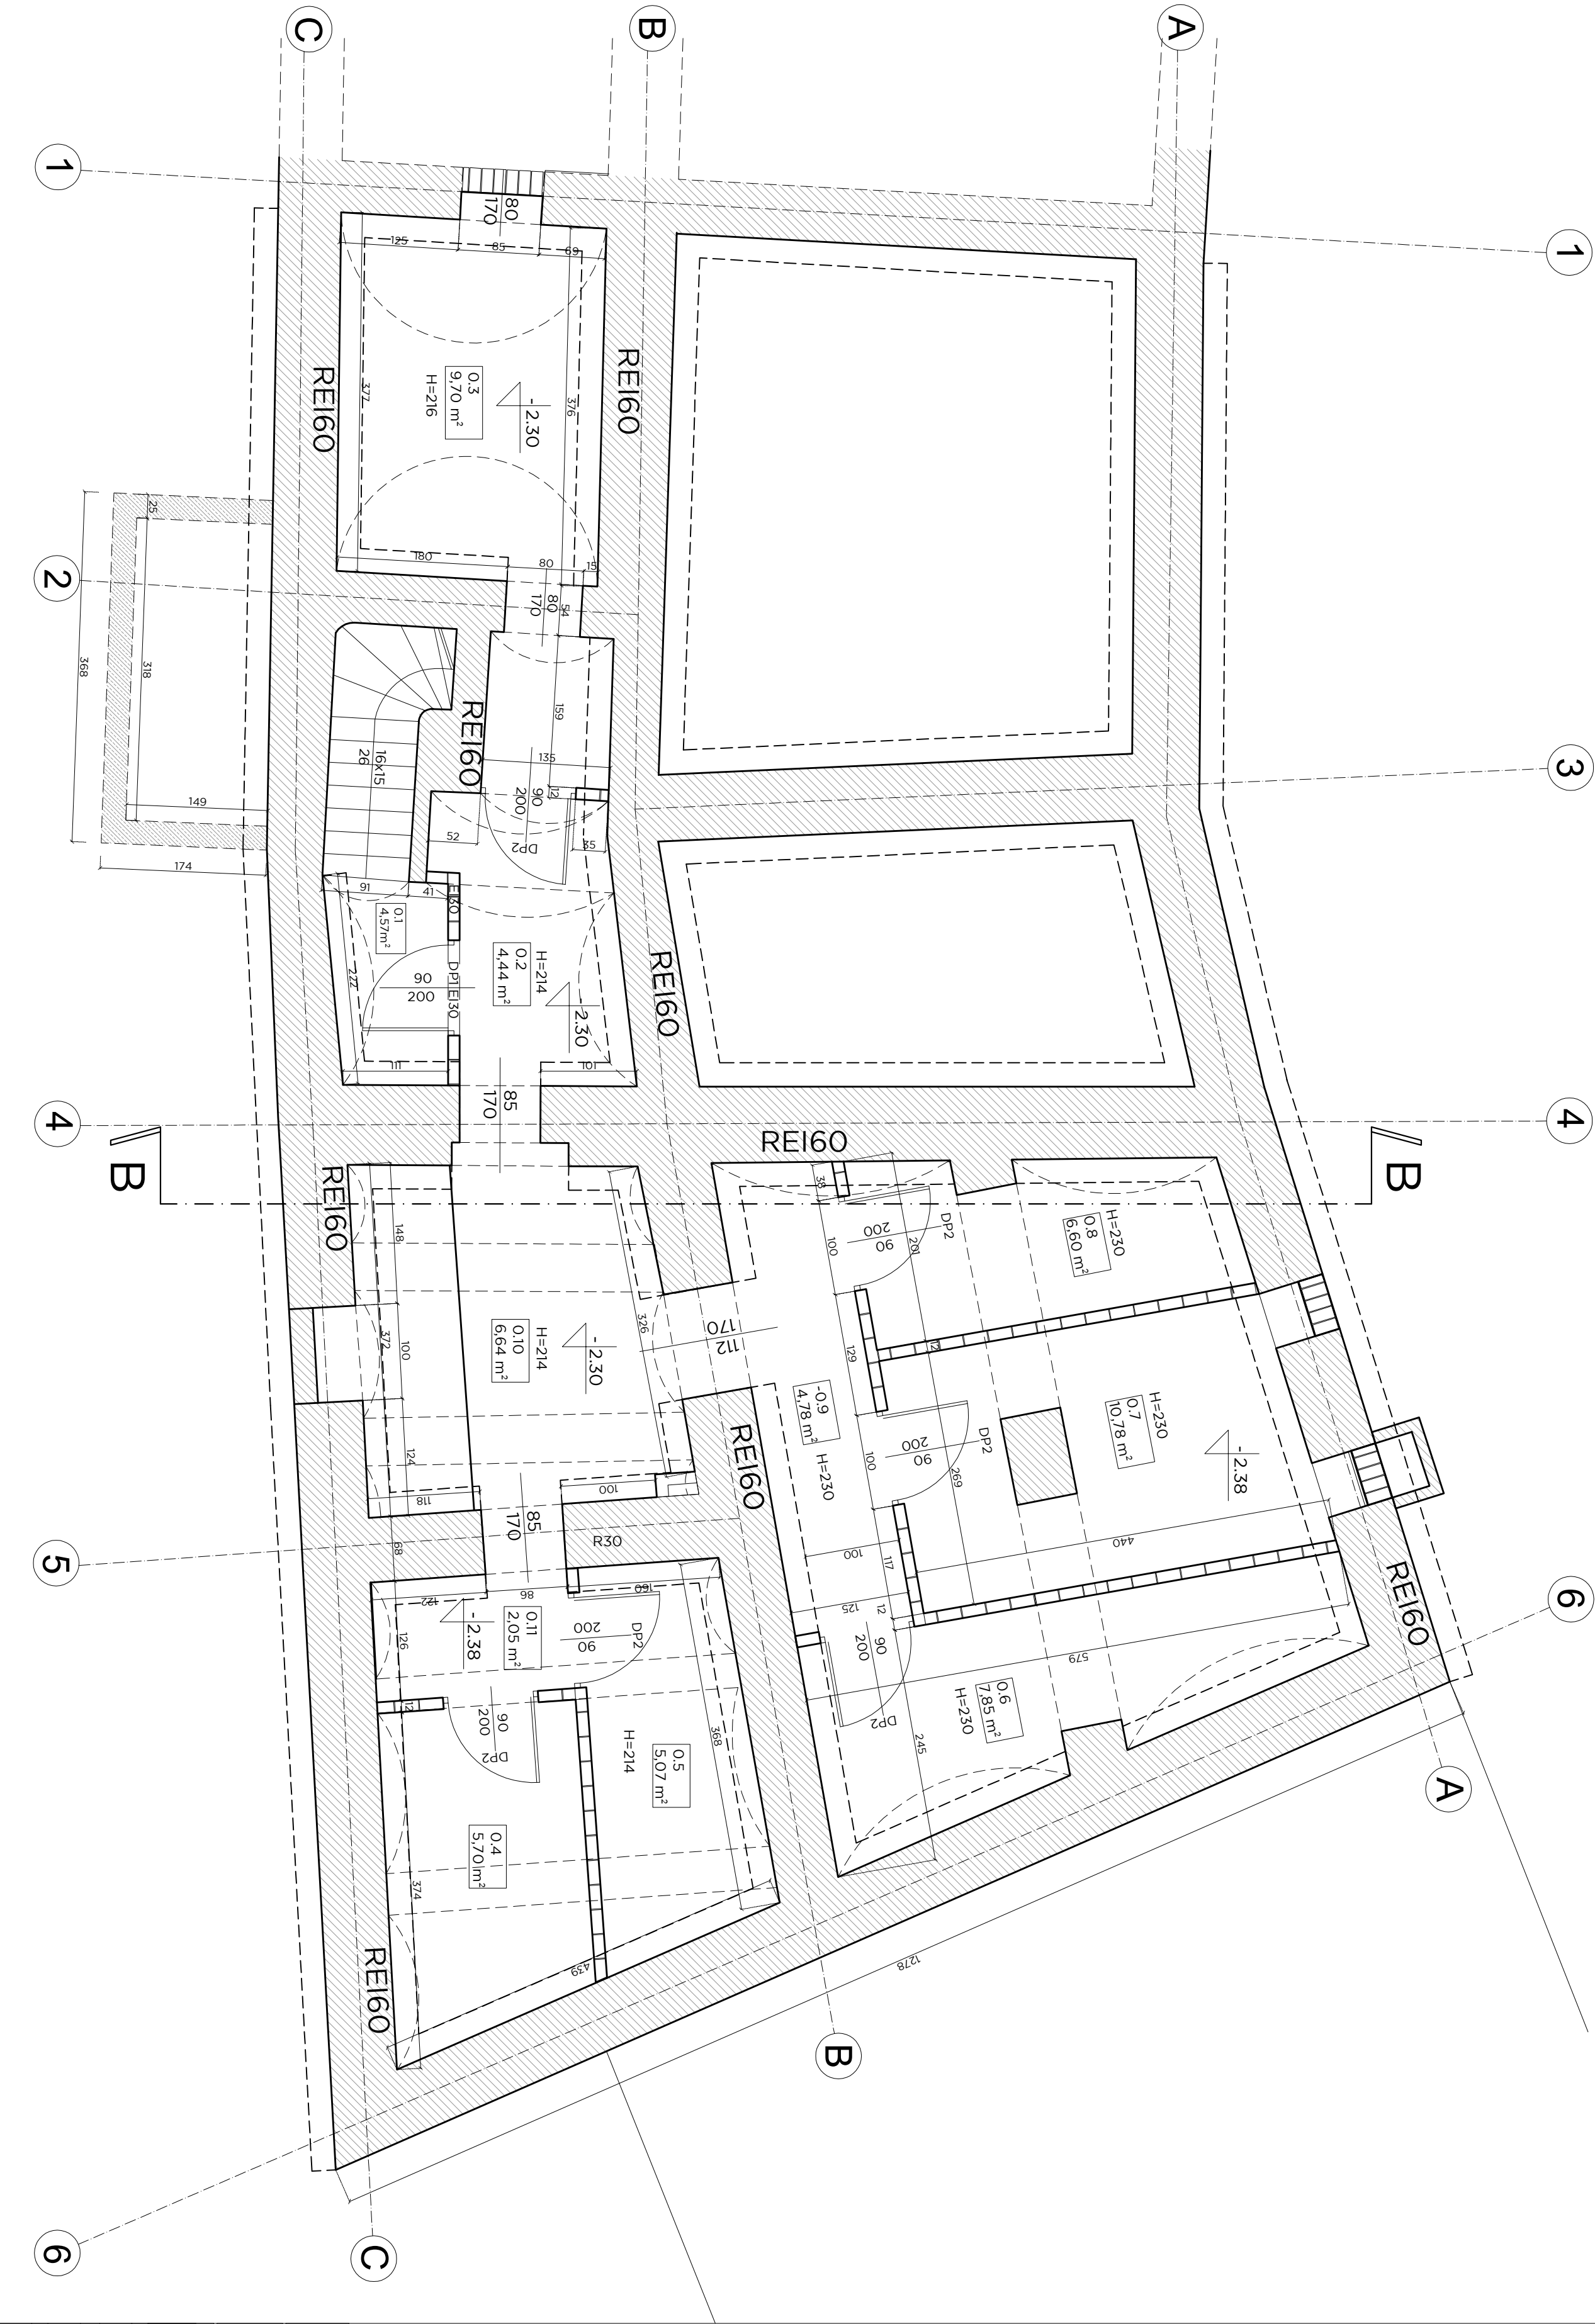 C
B
A
1
1
80
170
125
85
69
REI60
REI60
377
376
0.3
9,70 m²
H=216
-2.30
180
80
15
80
170
54
2
25
318
368
149
174
REI60
16x15
26
159
135
12
90
200
DP2
52
35
3
91
41
EI30
0.1
4,57m²
222
90
200
DP1EI30
0.2
4,44 m²
H=214
-2.30
REI60
111
101
85
170
4
4
B
B
REI60
REI60
148
372
100
124
118
326
0.10
6,64 m²
H=214
-2.30
112
170
38
100
90
200
DP2
201
0.8
6,60 m²
H=230
129
12
-0.9
4,78 m²
H=230
100
90
200
DP2
269
0.7
10,78 m²
H=230
-2.38
REI60
100
117
440
125
12
90
200
DP2
579
0.6
7,85 m²
H=230
245
REI60
6
A
5
68
85
170
100
R30
122
86
160
126
-2.38
0.11
2,05 m²
90
200
DP2
12
90
200
DP2
368
0.5
5,07 m²
H=214
0.4
5,70 m²
374
439
REI60
1278
B
6
C